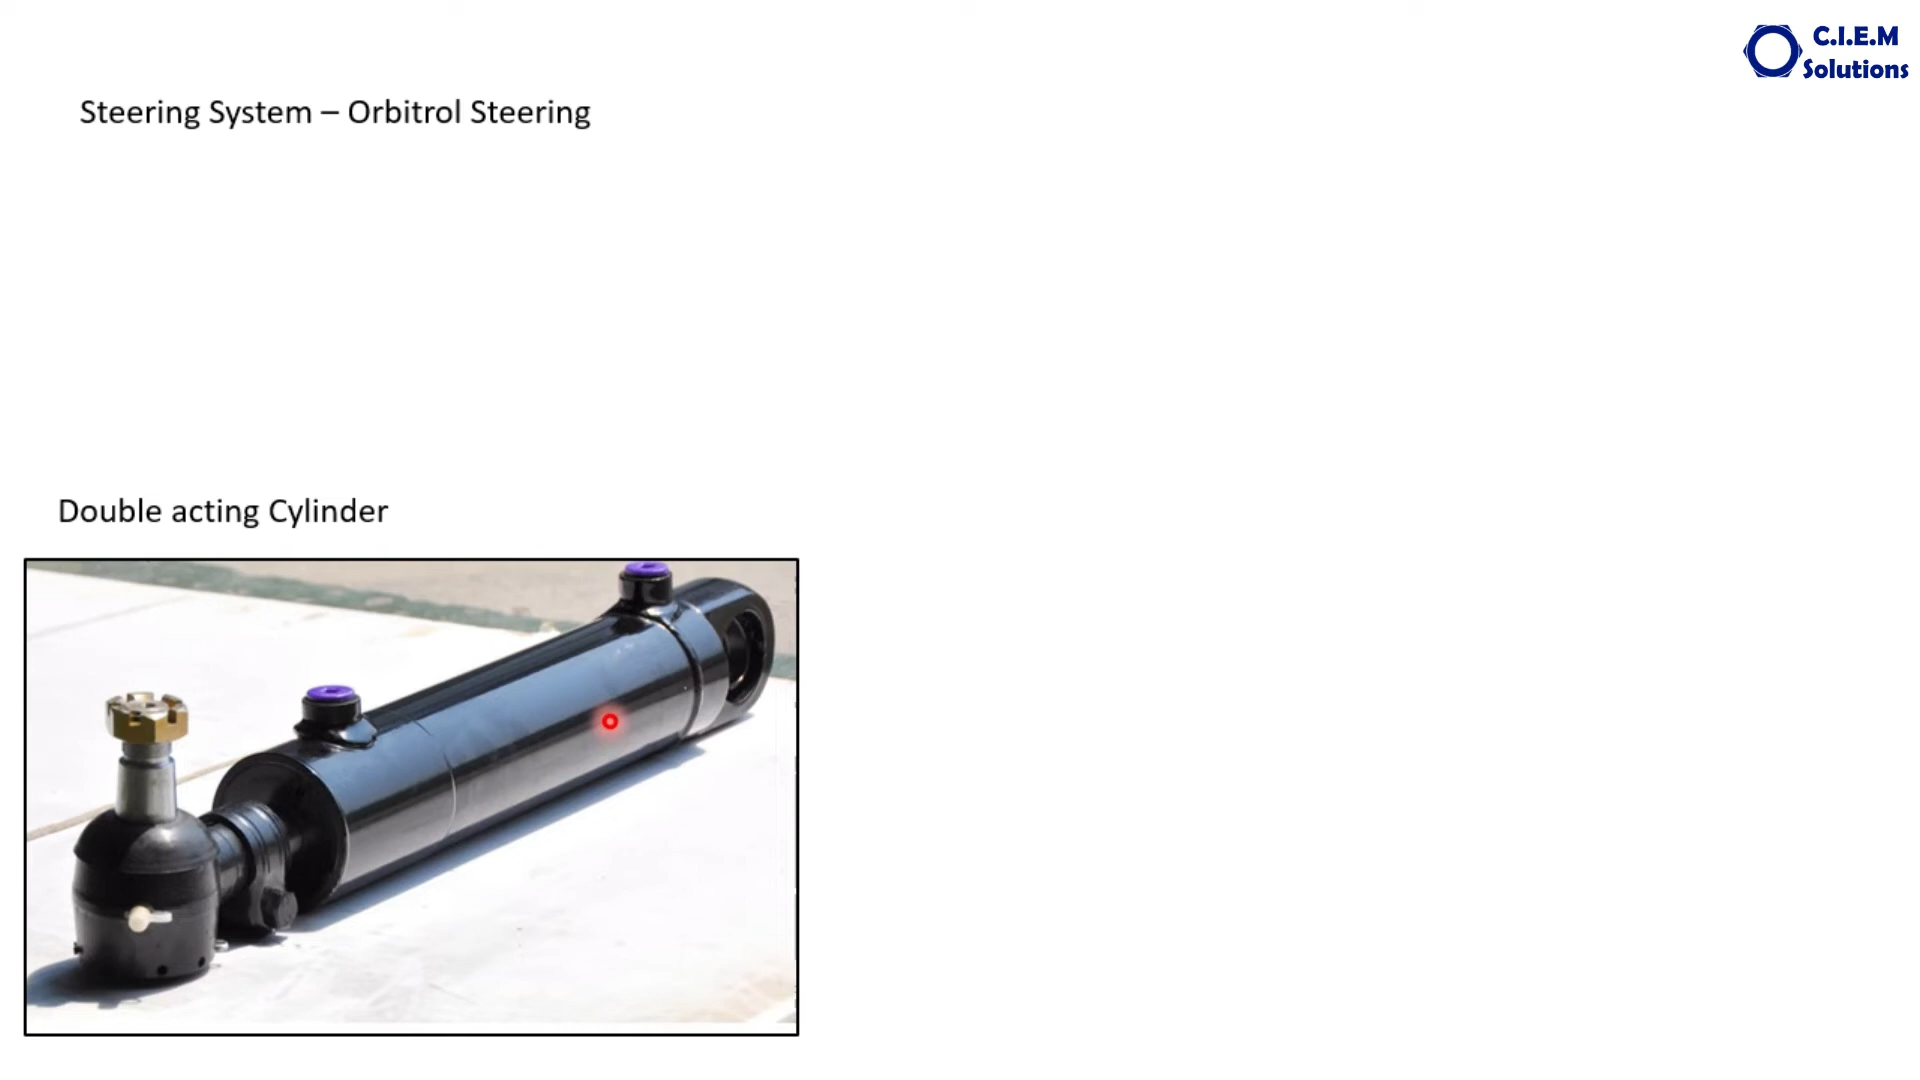 C.I.E.M
Solutions
Steering System – Orbitrol Steering
Double acting Cylinder